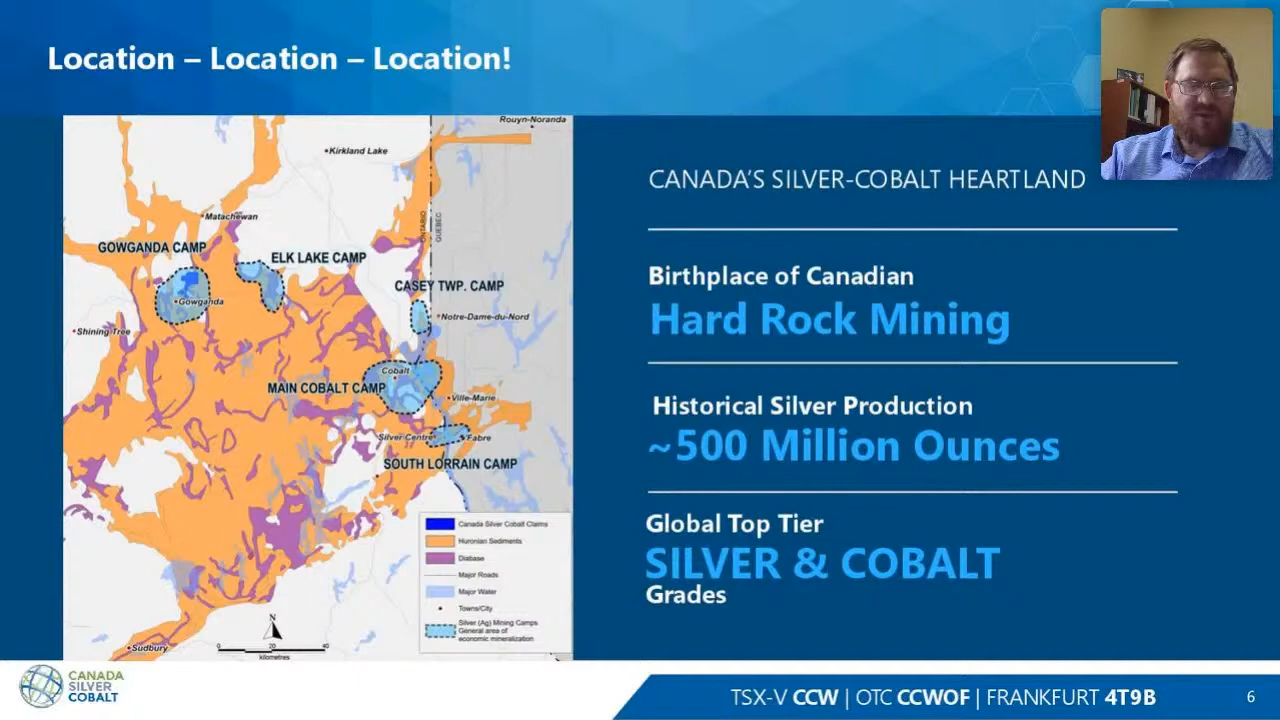 Location – Location – Location!
Rouyn-Noranda
Kirkland Lake
Matachewan
ONTARIO
QUEBEC
GOWGANDA CAMP
ELK LAKE CAMP
CASEY TWP. CAMP
Gowganda
Notre-Dame-du-Nord
Shining Tree
Cobalt
MAIN COBALT CAMP
Ville-Marie
Silver Centre
Fabre
SOUTH LORRAIN CAMP
Canada Silver Cobalt Claims
Huronian Sediments
Diabase
Major Roads
Major Water
Towns/City
Silver (Ag) Mining Camps
General area of
economic mineralization
N
0 20 40
kilometres
Sudbury
CANADA'S SILVER-COBALT HEARTLAND
Birthplace of Canadian
Hard Rock Mining
Historical Silver Production
~500 Million Ounces
Global Top Tier
SILVER & COBALT
Grades
CANADA
SILVER
COBALT
TSX-V CCW | OTC CCWOF | FRANKFURT 4T9B
6